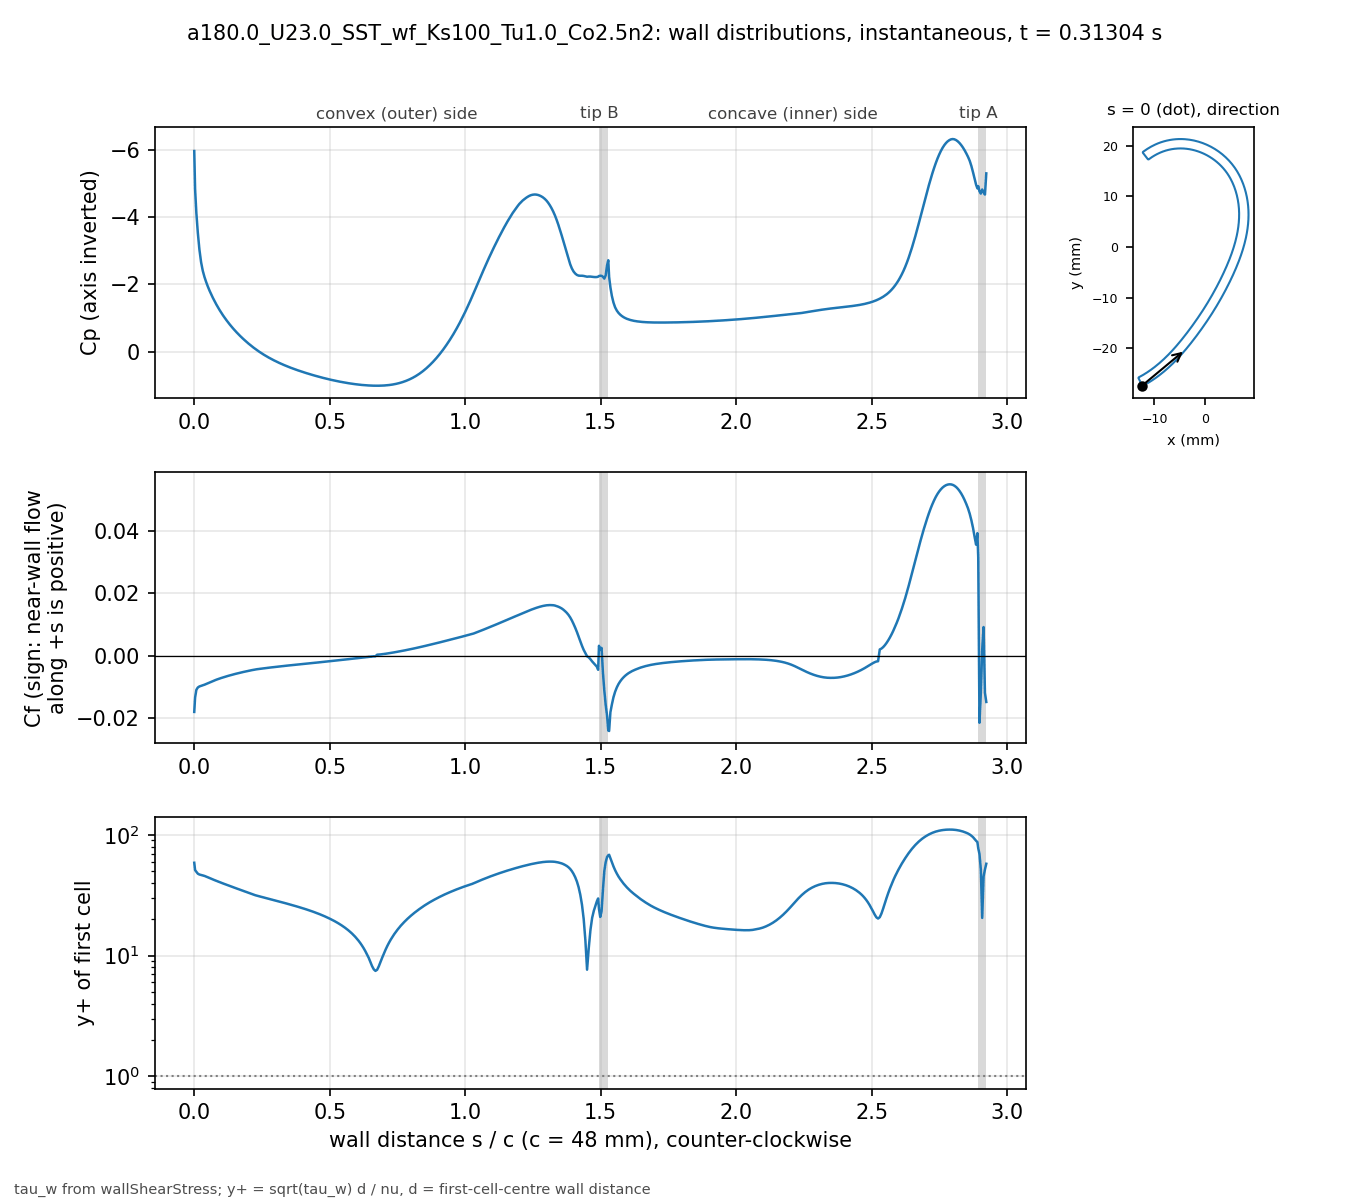 a180.0_U23.0_SST_wf_Ks100_Tu1.0_Co2.5n2: wall distributions, instantaneous, t = 0.31304 s
convex (outer) side
tip B
concave (inner) side
tip A
s = 0 (dot), direction
Cp (axis inverted)
−6
−4
−2
0
0.0 0.5 1.0 1.5 2.0 2.5 3.0
y (mm)
20
10
0
−10
−20
−10 0
x (mm)
Cf (sign: near-wall flow
along +s is positive)
0.04
0.02
0.00
−0.02
0.0 0.5 1.0 1.5 2.0 2.5 3.0
y+ of first cell
10²
10¹
10⁰
0.0 0.5 1.0 1.5 2.0 2.5 3.0
wall distance s / c (c = 48 mm), counter-clockwise
tau_w from wallShearStress; y+ = sqrt(tau_w) d / nu, d = first-cell-centre wall distance